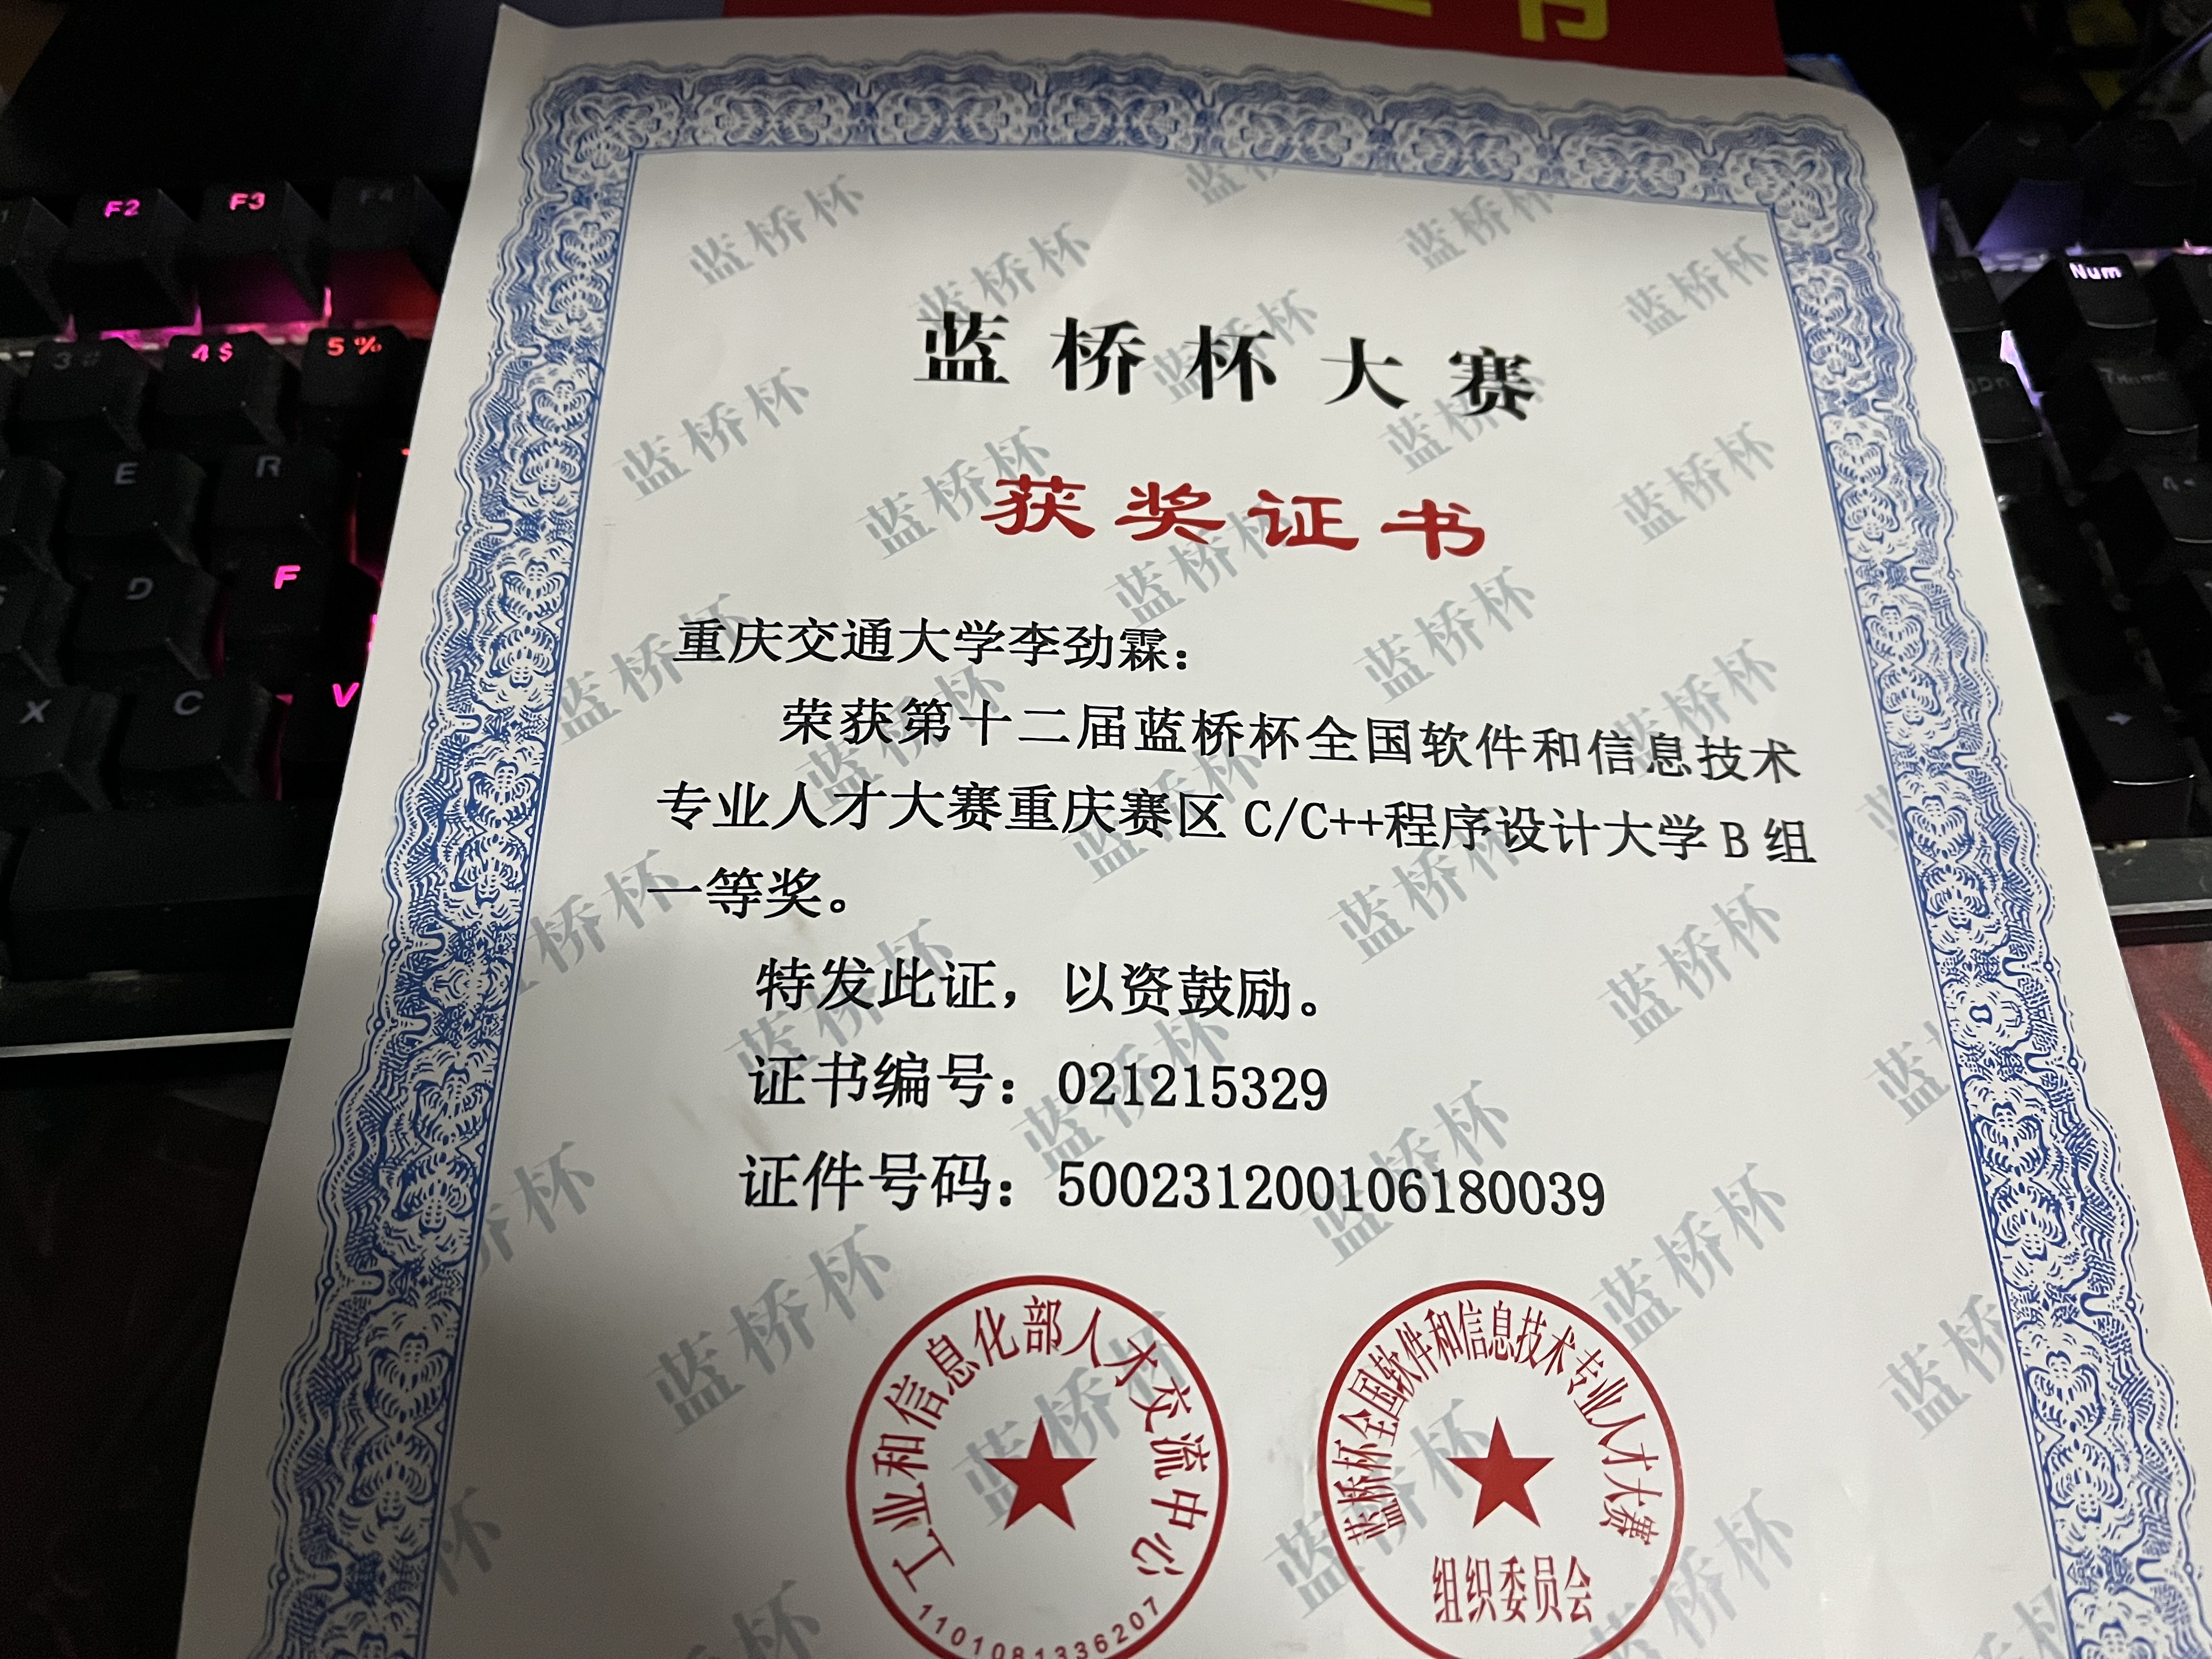 F2 F3 F4
3# 4$ 5%
E R
D F
X C V
Num
蓝桥杯大赛
获奖证书
重庆交通大学李劲霖：
荣获第十二届蓝桥杯全国软件和信息技术
专业人才大赛重庆赛区 C/C++程序设计大学 B 组
一等奖。
特发此证，以资鼓励。
证书编号：021215329
证件号码：500231200106180039
工业和信息化部人才交流中心
1101081336207
蓝桥杯全国软件和信息技术专业人才大赛
组织委员会
蓝桥杯